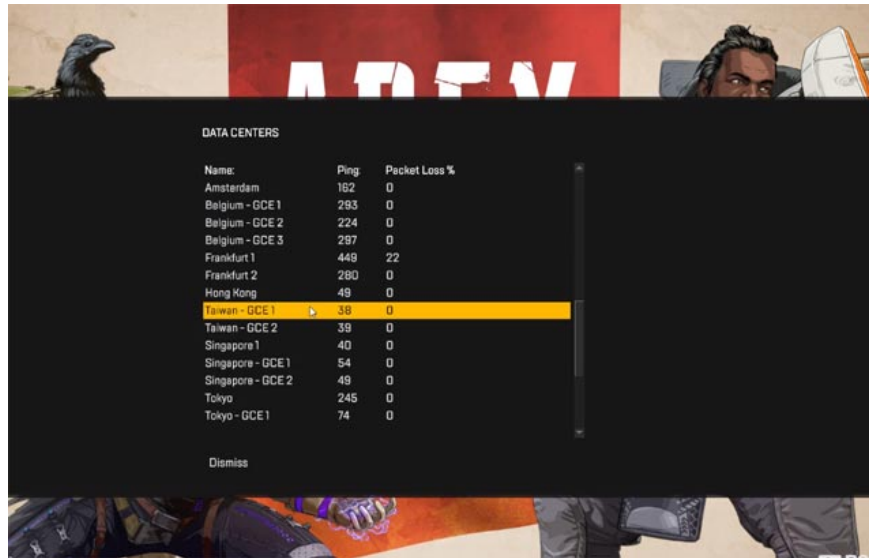 APEX
DATA CENTERS
Name: Ping: Packet Loss %
Amsterdam 162 0
Belgium - GCE 1 293 0
Belgium - GCE 2 224 0
Belgium - GCE 3 297 0
Frankfurt 1 449 22
Frankfurt 2 280 0
Hong Kong 49 0
Taiwan - GCE 1 38 0
Taiwan - GCE 2 39 0
Singapore 1 40 0
Singapore - GCE 1 54 0
Singapore - GCE 2 49 0
Tokyo 245 0
Tokyo - GCE 1 74 0
Dismiss